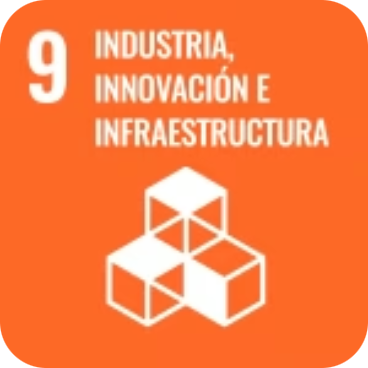 9 INDUSTRIA,
INNOVACIÓN E
INFRAESTRUCTURA